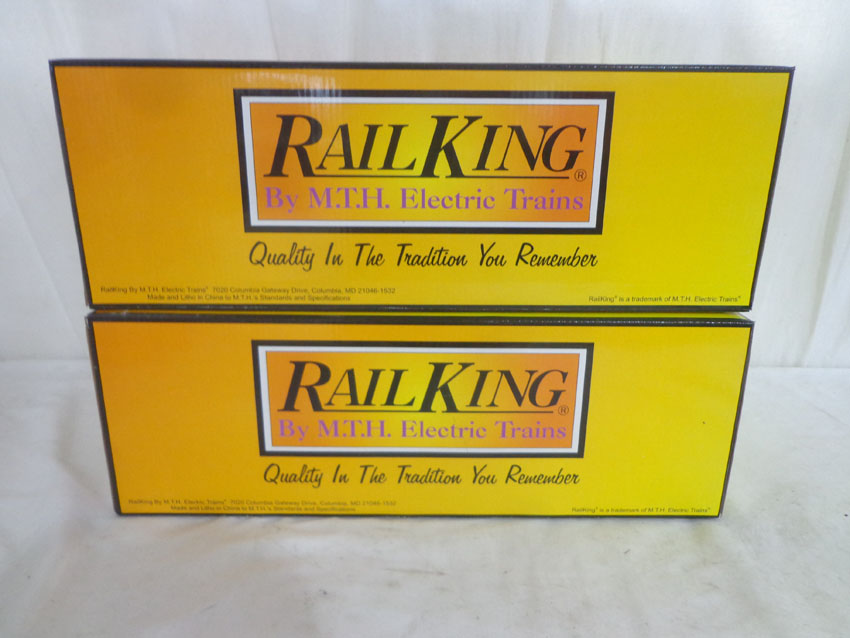 RAILKING®
By M.T.H. Electric Trains
Quality In The Tradition You Remember
RailKing By M.T.H. Electric Trains® 7020 Columbia Gateway Drive, Columbia, MD 21046-1532
Made and Litho in China to M.T.H.'s Standards and Specifications
RailKing® is a trademark of M.T.H. Electric Trains®
RAILKING®
By M.T.H. Electric Trains
Quality In The Tradition You Remember
RailKing By M.T.H. Electric Trains® 7020 Columbia Gateway Drive, Columbia, MD 21046-1532
Made and Litho in China to M.T.H.'s Standards and Specifications
RailKing® is a trademark of M.T.H. Electric Trains®